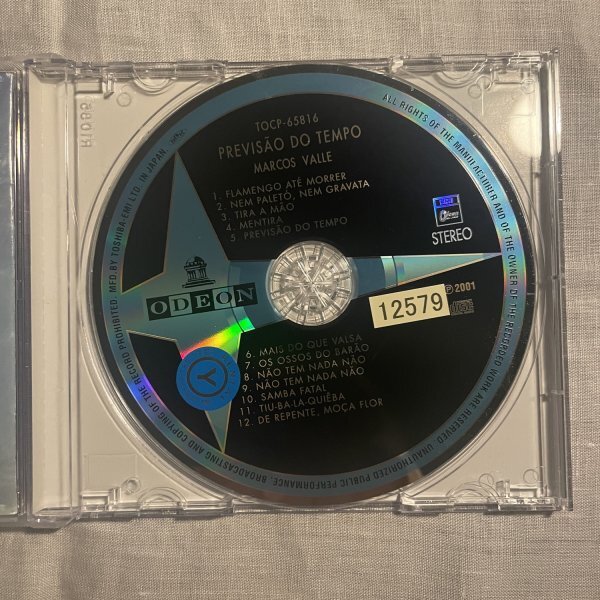 TOCP-65816
PREVISÃO DO TEMPO
MARCOS VALLE
1. FLAMENGO ATÉ MORRER
2. NEM PALETÓ, NEM GRAVATA
3. TIRA A MÃO
4. MENTIRA
5 PREVISÃO DO TEMPO
STEREO
ODEON
12579
℗ 2001
6. MAIS DO QUE VALSA
7. OS OSSOS DO BARÃO
8. NÃO TEM NADA NÃO
9. NÃO TEM NADA NÃO
10. SAMBA FATAL
11. TIU-BA-LA-QUIÊBA
12. DE REPENTE, MOÇA FLOR
ALL RIGHTS OF THE MANUFACTURER AND OF THE OWNER OF THE RECORDED WORK ARE RESERVED. UNAUTHORIZED PUBLIC PERFORMANCE, BROADCASTING AND COPYING OF THE RECORD PROHIBITED. MFD. BY TOSHIBA-EMI LTD. IN JAPAN.